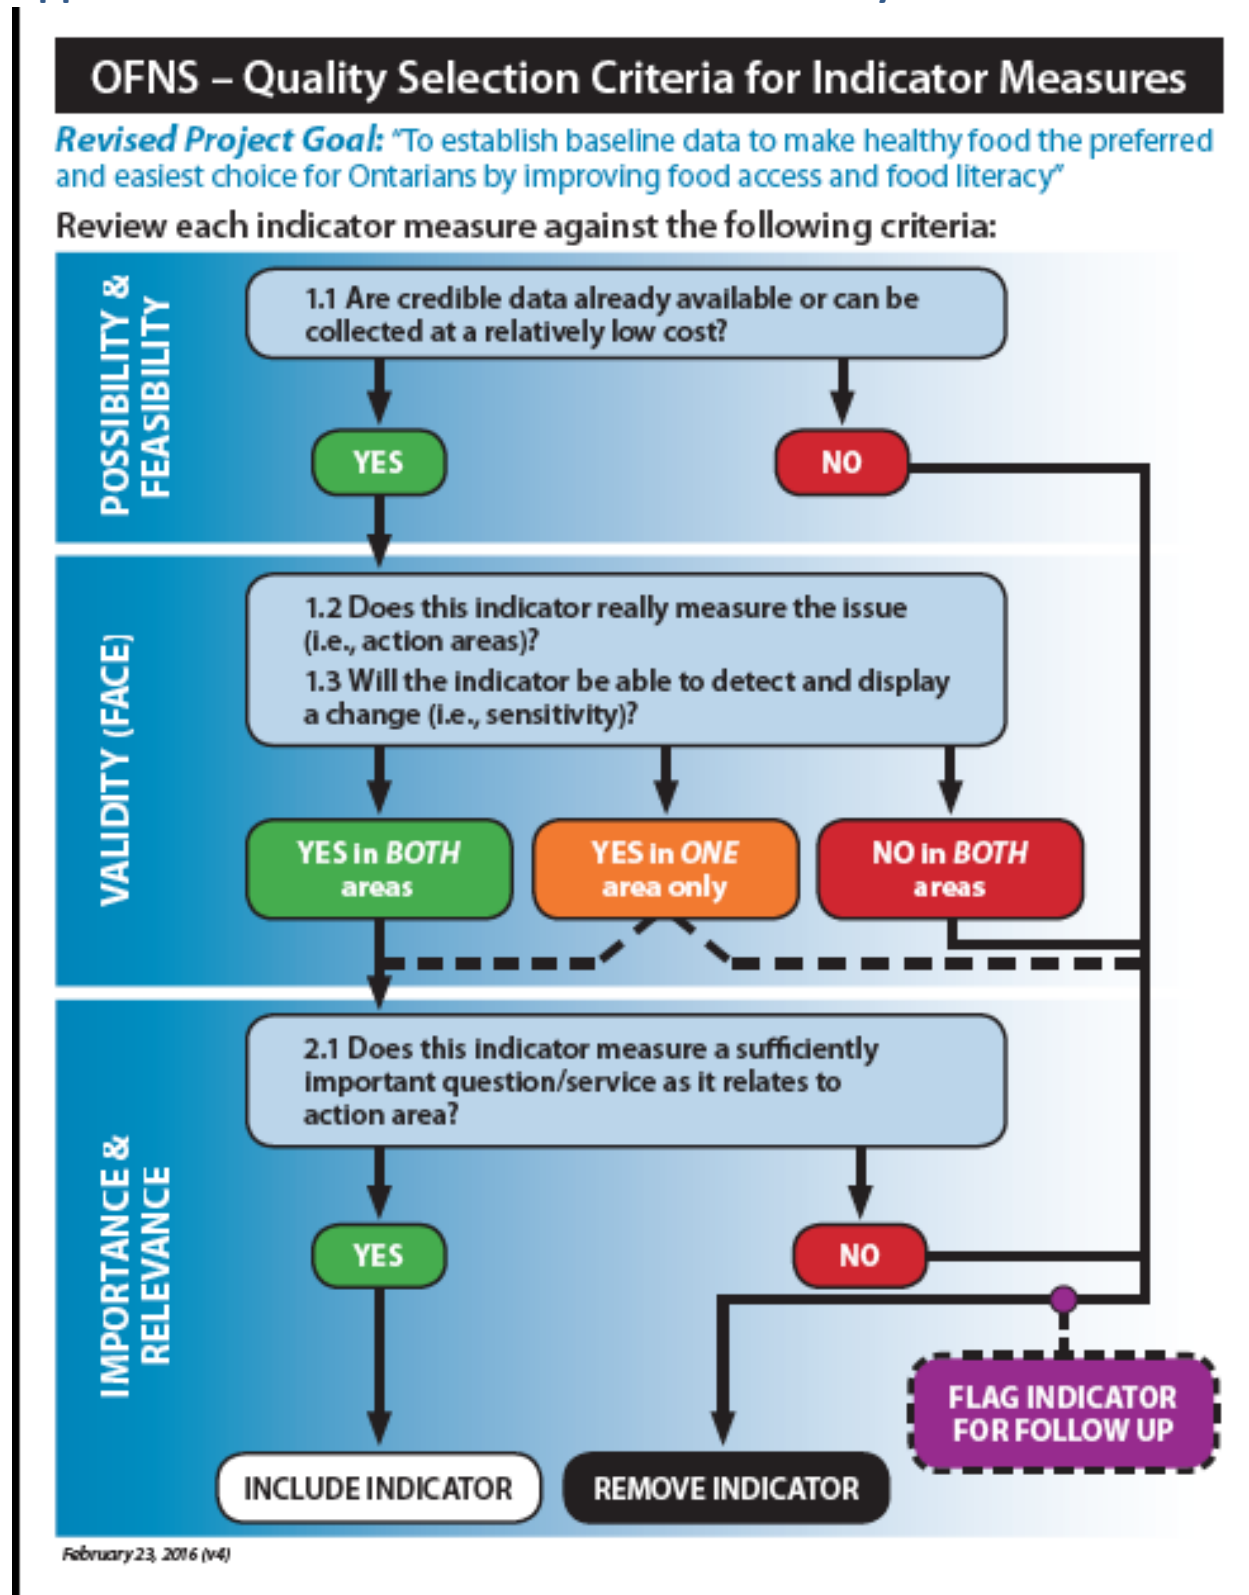 OFNS – Quality Selection Criteria for Indicator Measures
Revised Project Goal: “To establish baseline data to make healthy food the preferred
and easiest choice for Ontarians by improving food access and food literacy”
Review each indicator measure against the following criteria:
POSSIBILITY &
FEASIBILITY
1.1 Are credible data already available or can be
collected at a relatively low cost?
YES
NO
VALIDITY (FACE)
1.2 Does this indicator really measure the issue
(i.e., action areas)?
1.3 Will the indicator be able to detect and display
a change (i.e., sensitivity)?
YES in BOTH
areas
YES in ONE
area only
NO in BOTH
areas
IMPORTANCE &
RELEVANCE
2.1 Does this indicator measure a sufficiently
important question/service as it relates to
action area?
YES
NO
FLAG INDICATOR
FOR FOLLOW UP
INCLUDE INDICATOR
REMOVE INDICATOR
February 23, 2016 (v4)